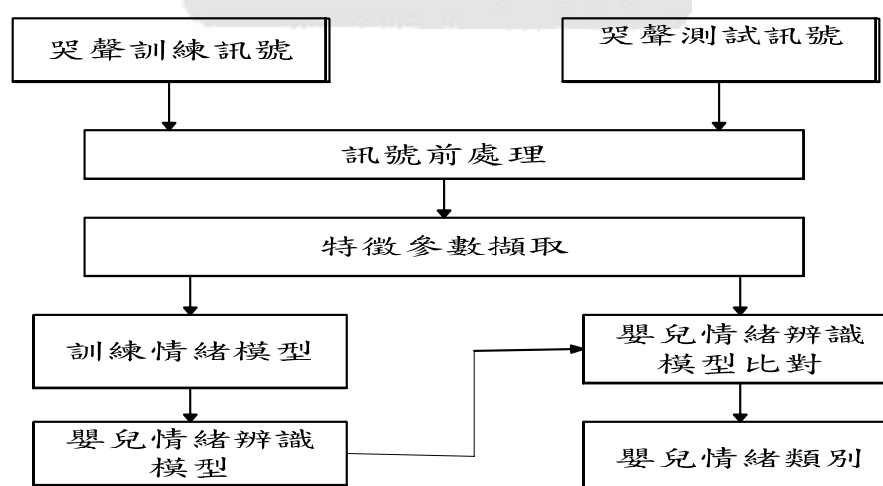 哭聲訓練訊號
哭聲測試訊號
訊號前處理
特徵參數擷取
訓練情緒模型
嬰兒情緒辨識
模型比對
嬰兒情緒辨識
模型
嬰兒情緒類別